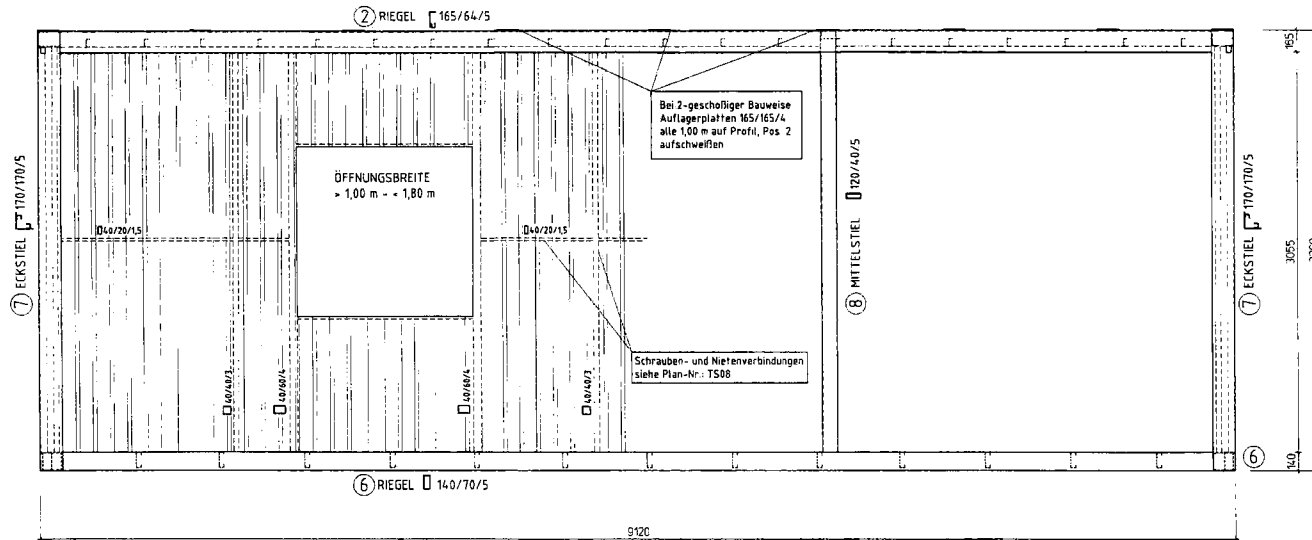 ② RIEGEL 165/64/5
Bei 2-geschoßiger Bauweise
Auflagerplatten 165/165/4
alle 1,00 m auf Profil, Pos. 2
aufschweißen
ÖFFNUNGSBREITE
> 1,00 m - < 1,80 m
40/20/1,5
40/20/1,5
⑦ ECKSTIEL 170/170/5
⑧ MITTELSTIEL 120/40/5
⑦ ECKSTIEL 170/170/5
165
3055
140
Schrauben- und Nietenverbindungen
siehe Plan-Nr.: TS08
40/40/3
40/60/4
40/60/4
40/40/3
⑥
⑥ RIEGEL 140/70/5
9120